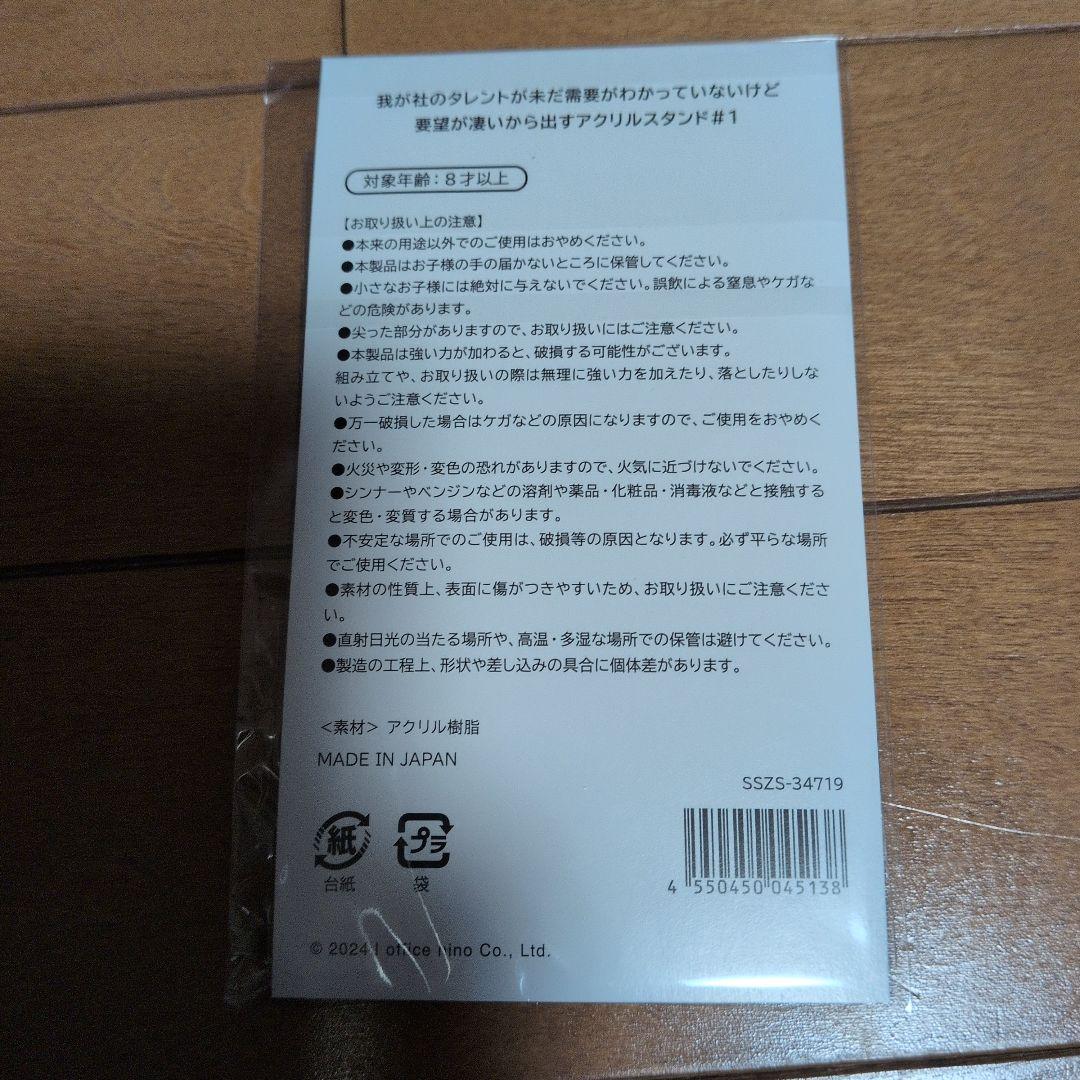 我が社のタレントが未だ需要がわかっていないけど
要望が凄いから出すアクリルスタンド#1
対象年齢：8才以上
【お取り扱い上の注意】
●本来の用途以外でのご使用はおやめください。
●本製品はお子様の手の届かないところに保管してください。
●小さなお子様には絶対に与えないでください。誤飲による窒息やケガな
どの危険があります。
●尖った部分がありますので、お取り扱いにはご注意ください。
●本製品は強い力が加わると、破損する可能性がございます。
組み立てや、お取り扱いの際は無理に強い力を加えたり、落としたりしな
いようご注意ください。
●万一破損した場合はケガなどの原因になりますので、ご使用をおやめく
ださい。
●火災や変形・変色の恐れがありますので、火気に近づけないでください。
●シンナーやベンジンなどの溶剤や薬品・化粧品・消毒液などと接触する
と変色・変質する場合があります。
●不安定な場所でのご使用は、破損等の原因となります。必ず平らな場所
でご使用ください。
●素材の性質上、表面に傷がつきやすいため、お取り扱いにご注意くださ
い。
●直射日光の当たる場所や、高温・多湿な場所での保管は避けてください。
●製造の工程上、形状や差し込みの具合に個体差があります。
＜素材＞ アクリル樹脂
MADE IN JAPAN
SSZS-34719
紙 プラ
台紙 袋
4 550450 045138
© 2024 office nino Co., Ltd.